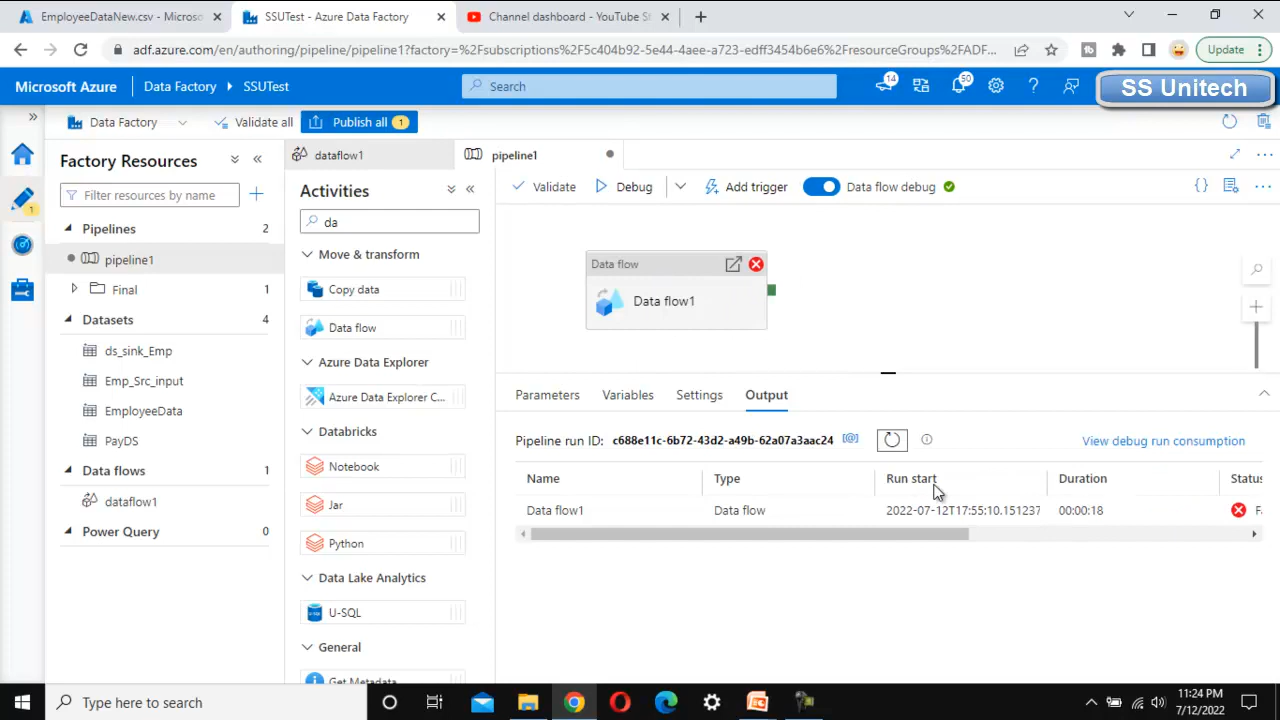 EmployeeDataNew.csv - Microso
SSUTest - Azure Data Factory
Channel dashboard - YouTube S
adf.azure.com/en/authoring/pipeline/pipeline1?factory=%2Fsubscriptions%2F5c404b92-5e44-4aee-a723-edff3454b6e6%2FresourceGroups%2FADF...
Update
Microsoft Azure
Data Factory
SSUTest
Search
14
50
SS Unitech
Data Factory
Validate all
Publish all 1
Factory Resources
dataflow1
pipeline1
Filter resources by name
Activities
Validate
Debug
Add trigger
Data flow debug
da
1
Pipelines 2
pipeline1
Final 1
Datasets 4
ds_sink_Emp
Emp_Src_input
EmployeeData
PayDS
Data flows 1
dataflow1
Power Query 0
Move & transform
Copy data
Data flow
Azure Data Explorer
Azure Data Explorer C...
Databricks
Notebook
Jar
Python
Data Lake Analytics
U-SQL
General
Get Metadata
Data flow
Data flow1
Parameters
Variables
Settings
Output
Pipeline run ID: c688e11c-6b72-43d2-a49b-62a07a3aac24 [@]
View debug run consumption
Name Type Run start Duration Status
Data flow1 Data flow 2022-07-12T17:55:10.151237 00:00:18
Type here to search
11:24 PM
7/12/2022